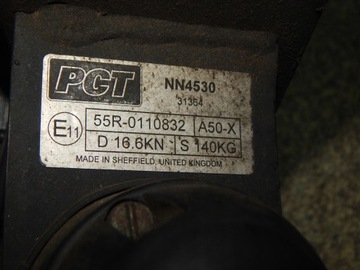 PCT NN4530
31364
E11 55R-0110832 A50-X
D 16.6KN S 140KG
MADE IN SHEFFIELD, UNITED KINGDOM